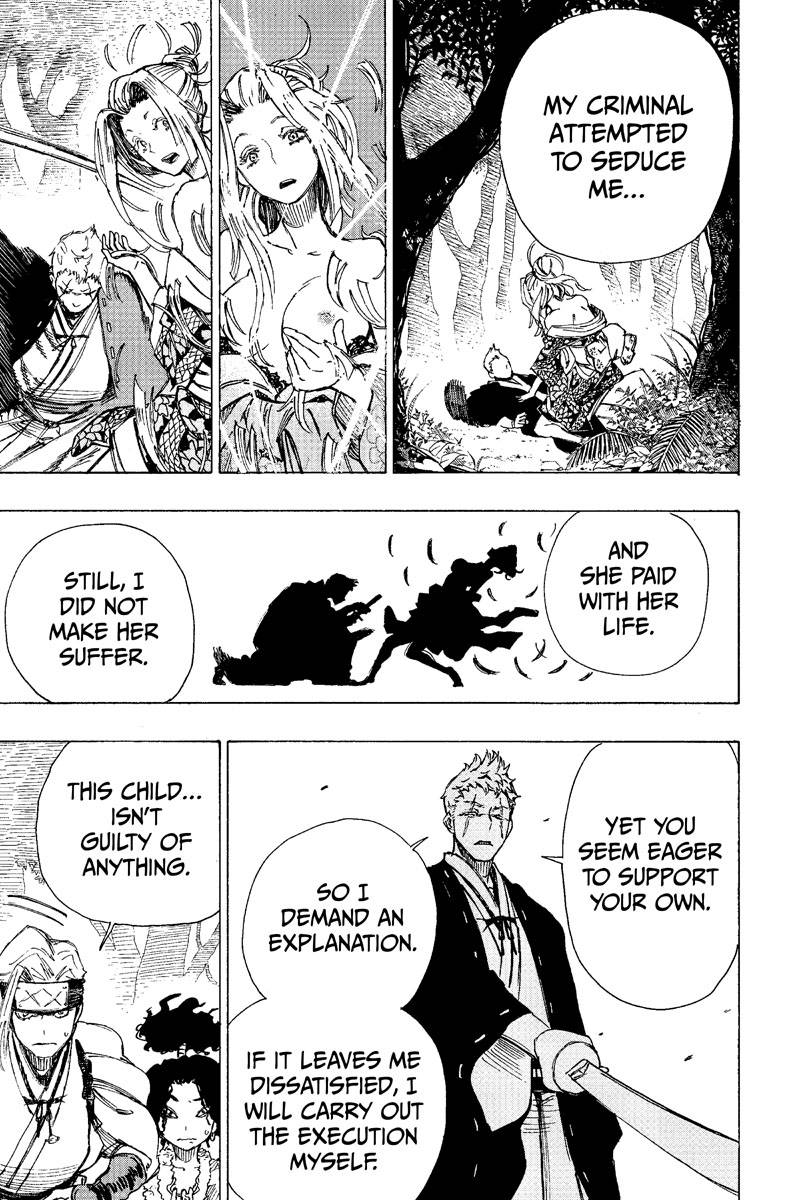 MY CRIMINAL
ATTEMPTED
TO SEDUCE
ME...
AND
SHE PAID
WITH HER
LIFE.
STILL, I
DID NOT
MAKE HER
SUFFER.
YET YOU
SEEM EAGER
TO SUPPORT
YOUR OWN.
SO I
DEMAND AN
EXPLANATION.
IF IT LEAVES ME
DISSATISFIED, I
WILL CARRY OUT
THE EXECUTION
MYSELF.
THIS CHILD...
ISN'T
GUILTY OF
ANYTHING.